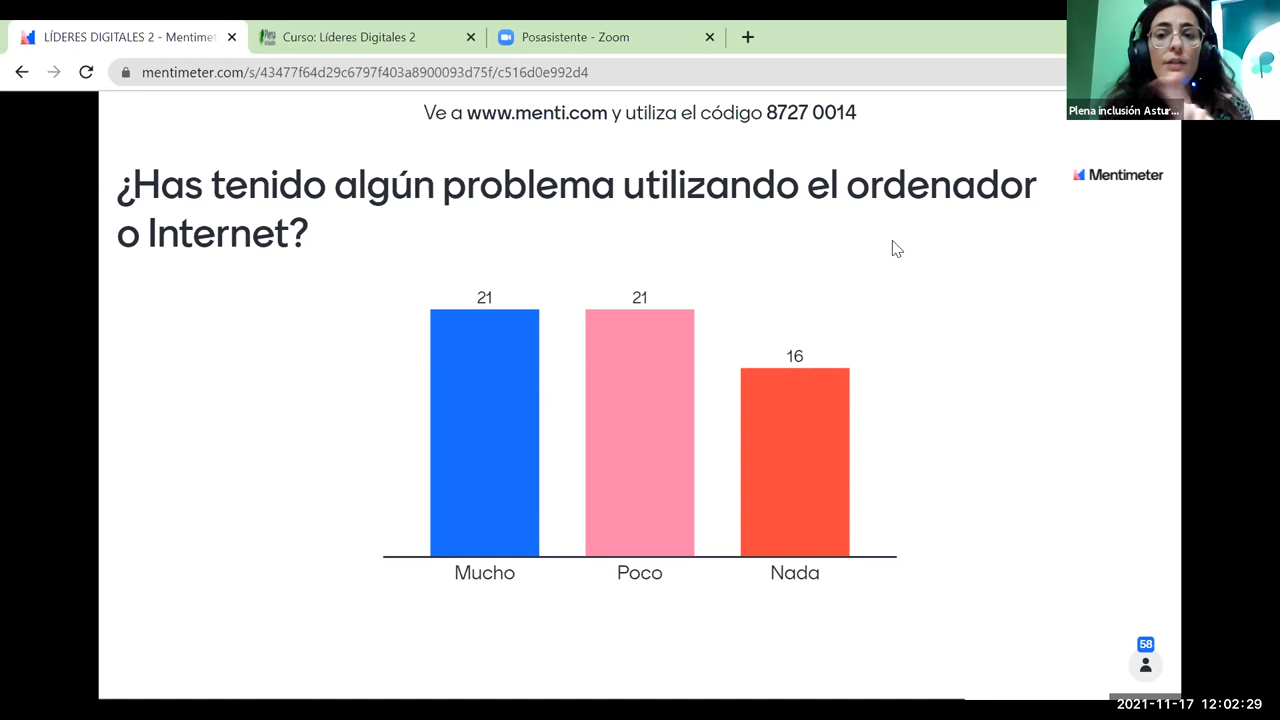 LÍDERES DIGITALES 2 - Mentimet
Curso: Líderes Digitales 2
Posasistente - Zoom
mentimeter.com/s/43477f64d29c6797f403a8900093d75f/c516d0e992d4
Plena inclusión Astur...
Ve a www.menti.com y utiliza el código 8727 0014
¿Has tenido algún problema utilizando el ordenador
o Internet?
Mentimeter
21
21
16
Mucho
Poco
Nada
58
2021-11-17 12:02:29